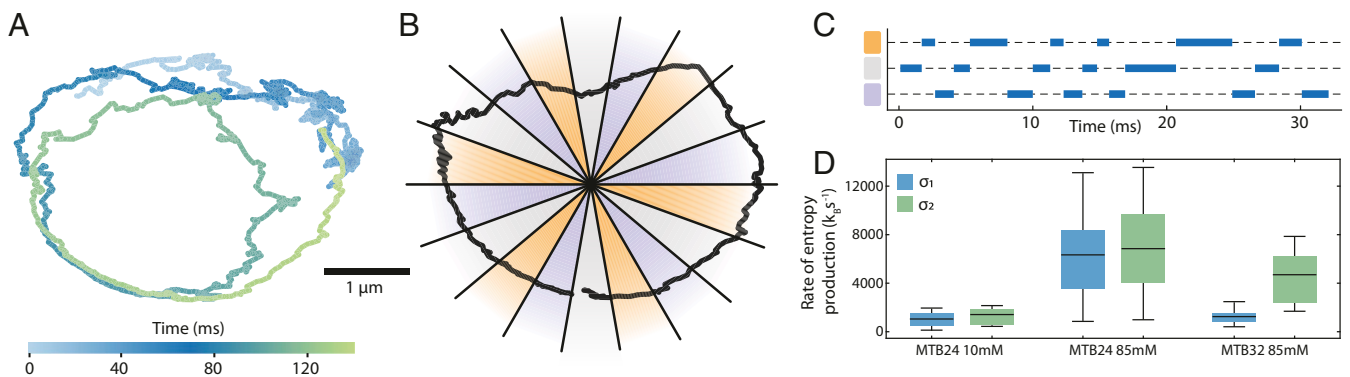 A
1 µm
Time (ms)
0 40 80 120
B
C
0 10 20 30
Time (ms)
D
σ1
σ2
Rate of entropy
production (kBs⁻¹)
12000
8000
4000
0
MTB24 10mM MTB24 85mM MTB32 85mM